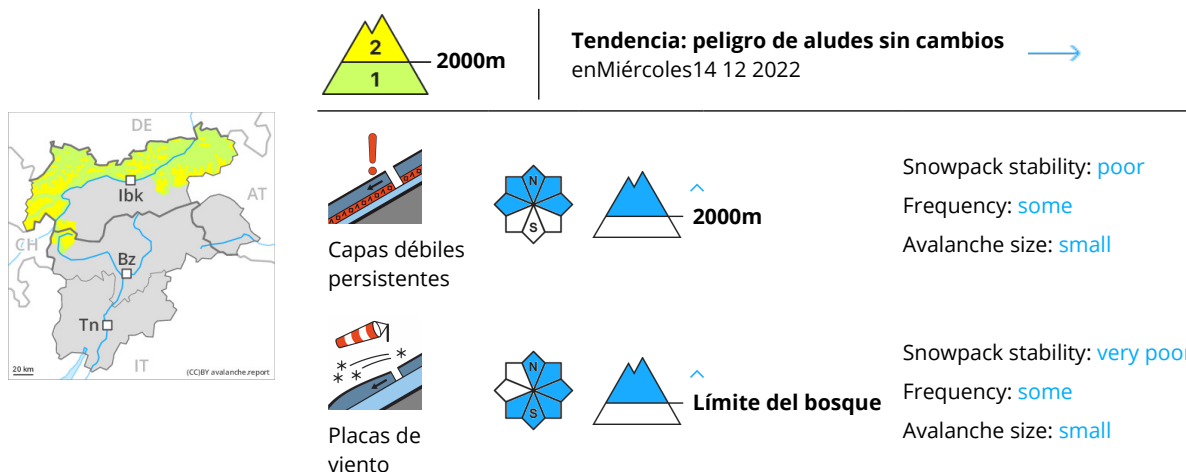 2
2000m
1
Tendencia: peligro de aludes sin cambios
enMiércoles14 12 2022
DE
Ibk
AT
CH
Bz
Tn
IT
20 km
(CC)BY avalanche.report
Capas débiles
persistentes
N
S
2000m
Snowpack stability: poor
Frequency: some
Avalanche size: small
Placas de
viento
N
S
Límite del bosque
Snowpack stability: very poor
Frequency: some
Avalanche size: small